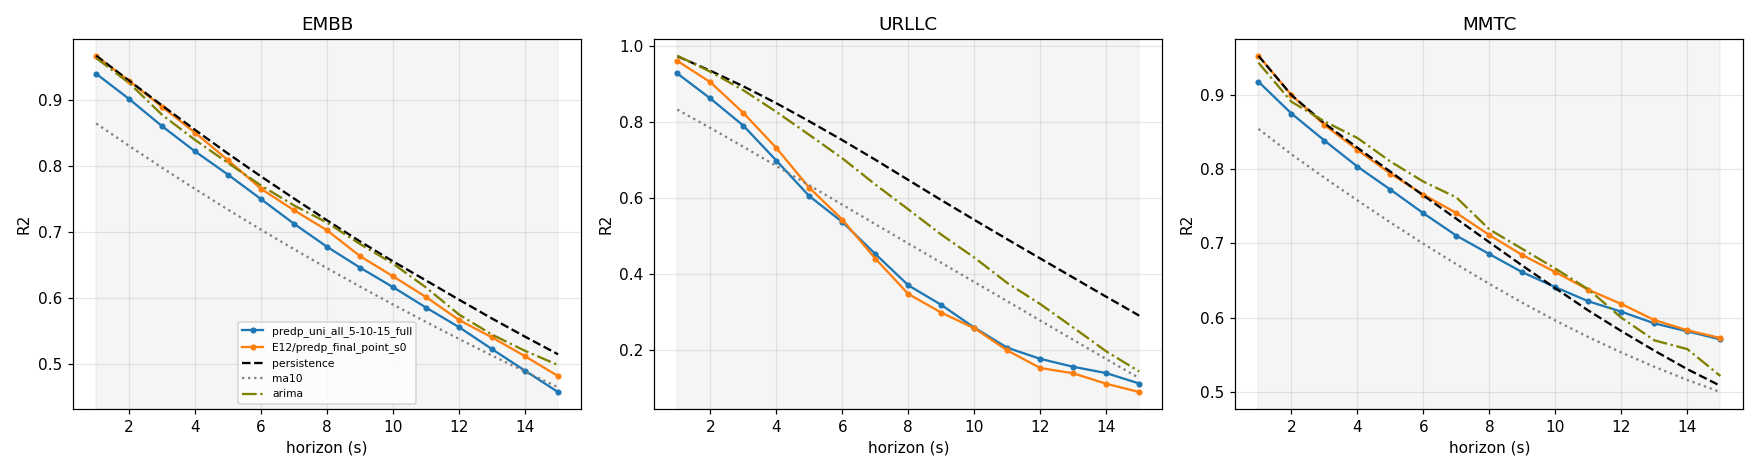 EMBB
R2
0.9
0.8
0.7
0.6
0.5
2 4 6 8 10 12 14
horizon (s)
predp_uni_all_5-10-15_full
E12/predp_final_point_s0
persistence
ma10
arima
URLLC
R2
1.0
0.8
0.6
0.4
0.2
2 4 6 8 10 12 14
horizon (s)
MMTC
R2
0.9
0.8
0.7
0.6
0.5
2 4 6 8 10 12 14
horizon (s)